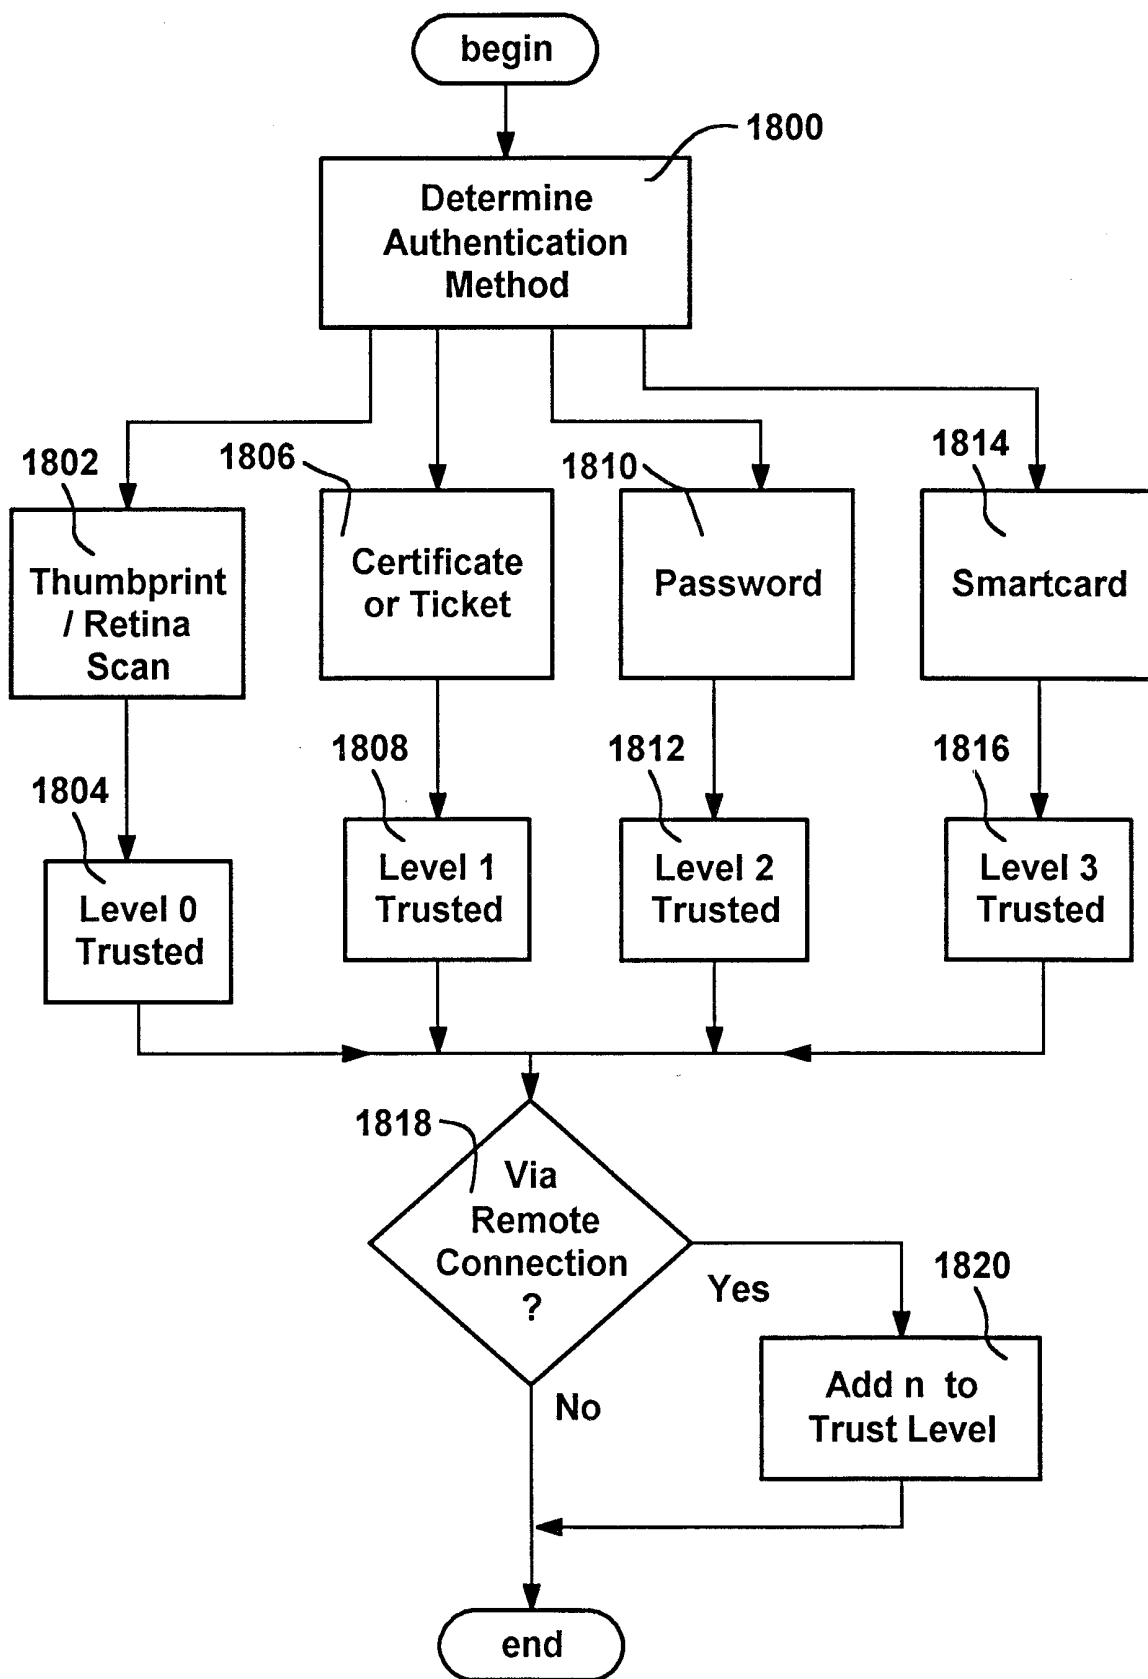 begin
1800
Determine
Authentication
Method
1802
1806
1810
1814
Thumbprint
/ Retina
Scan
Certificate
or Ticket
Password
Smartcard
1804
1808
1812
1816
Level 0
Trusted
Level 1
Trusted
Level 2
Trusted
Level 3
Trusted
1818
Via
Remote
Connection
?
Yes
No
1820
Add n to
Trust Level
end